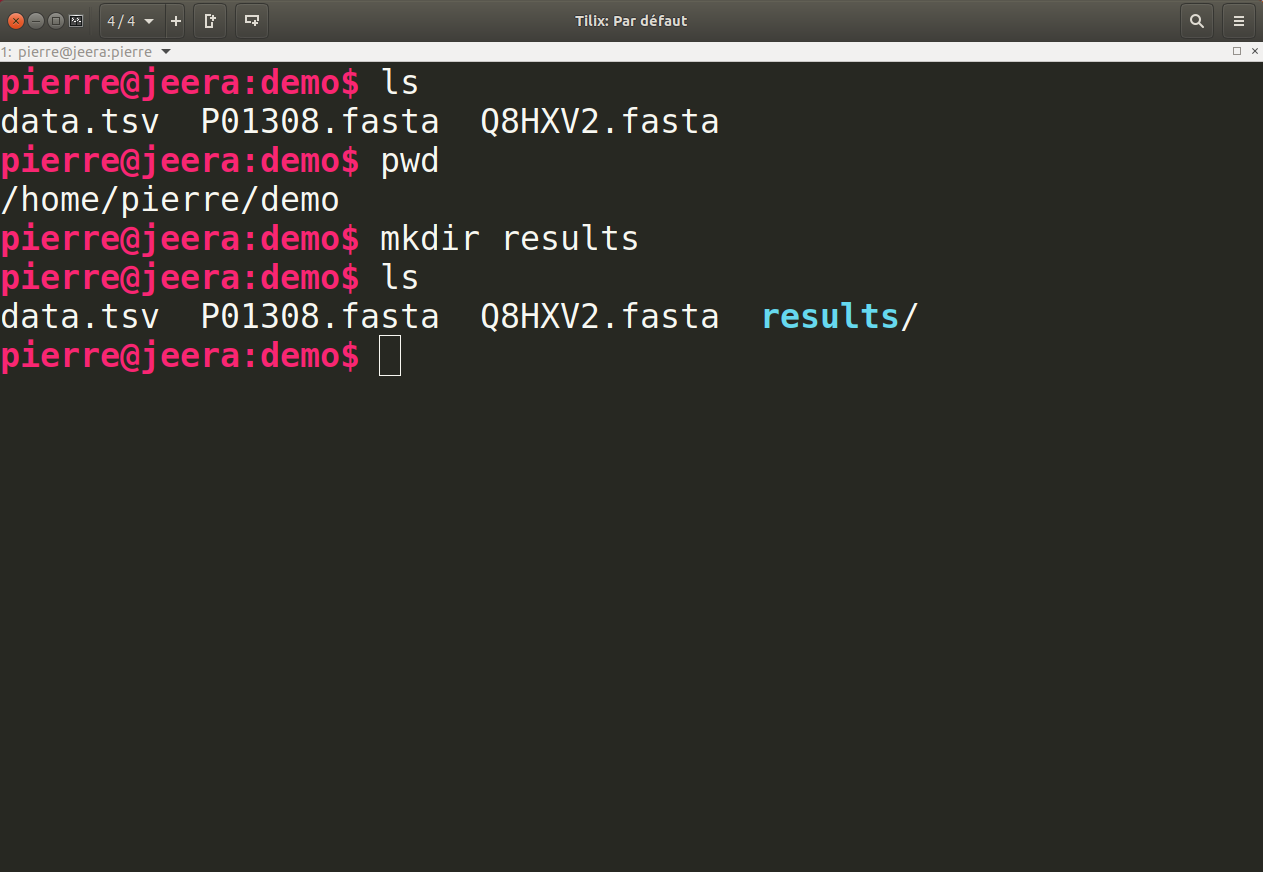 4 / 4
Tilix: Par défaut
1: pierre@jeera:pierre
pierre@jeera:demo$ ls
data.tsv  P01308.fasta  Q8HXV2.fasta
pierre@jeera:demo$ pwd
/home/pierre/demo
pierre@jeera:demo$ mkdir results
pierre@jeera:demo$ ls
data.tsv  P01308.fasta  Q8HXV2.fasta  results/
pierre@jeera:demo$